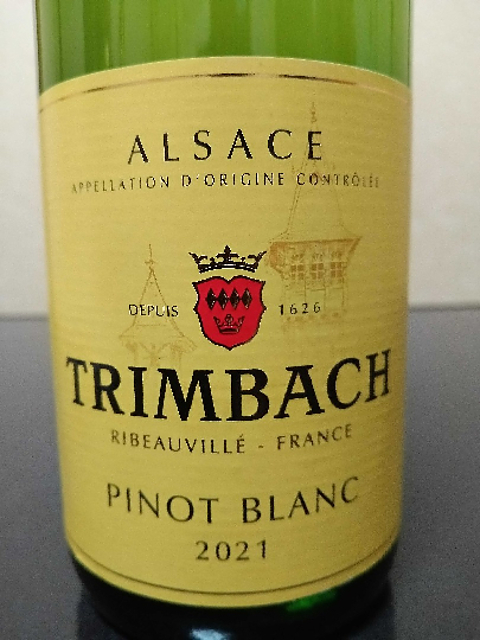 ALSACE
APPELLATION D'ORIGINE CONTRÔLÉE
DEPUIS 1626
TRIMBACH
RIBEAUVILLÉ - FRANCE
PINOT BLANC
2021